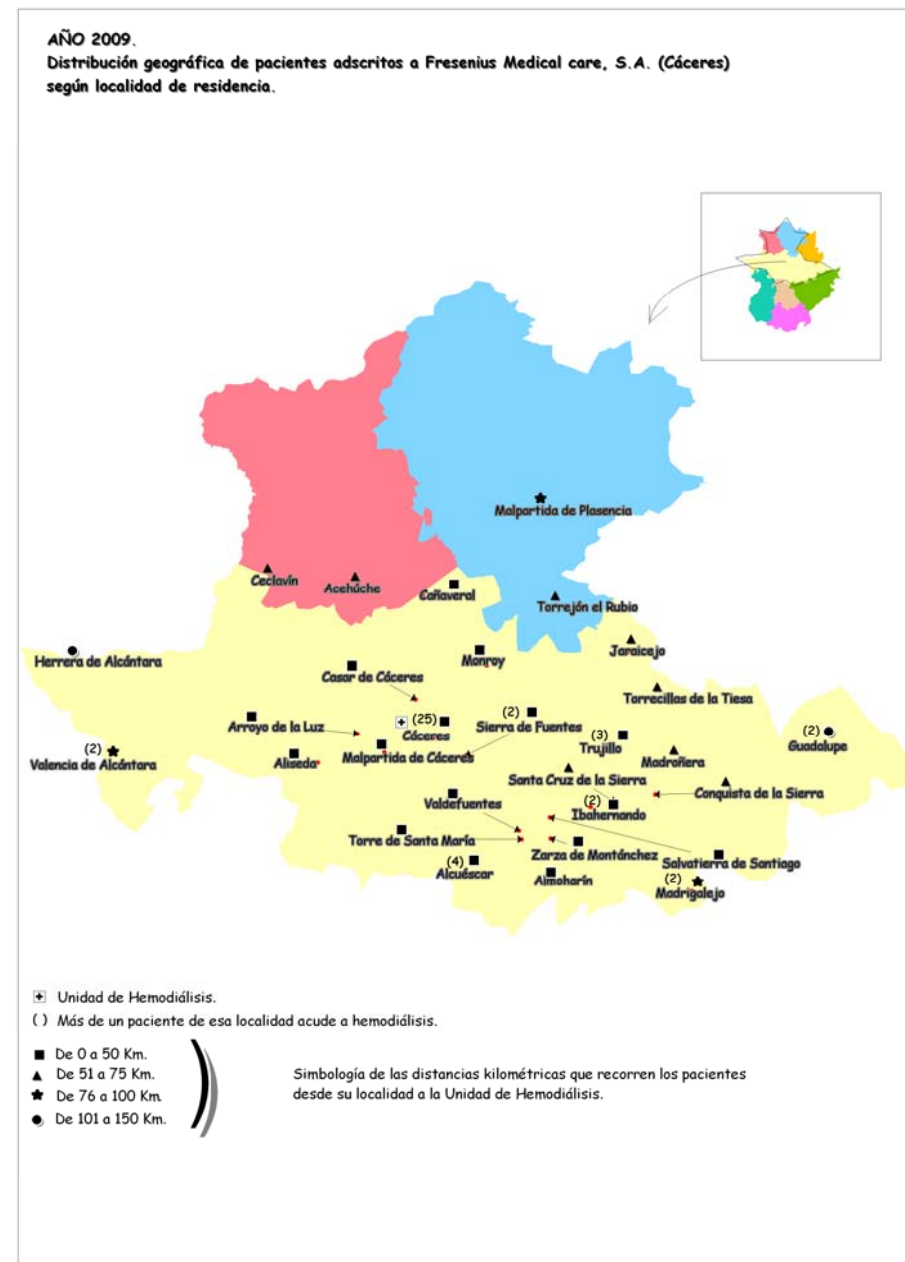 AÑO 2009.
Distribución geográfica de pacientes adscritos a Fresenius Medical care, S.A. (Cáceres)
según localidad de residencia.
Malpartida de Plasencia
Ceclavín
Acehúche
Cañaveral
Torrejón el Rubio
Herrera de Alcántara
Monroy
Jaraicejo
Casar de Cáceres
Torrecillas de la Tiesa
Arroyo de la Luz
(25)
Cáceres
(2)
Sierra de Fuentes
(3)
Trujillo
(2)
Guadalupe
(2)
Valencia de Alcántara
Aliseda
Malpartida de Cáceres
Madroñera
Santa Cruz de la Sierra
Conquista de la Sierra
Valdefuentes
(2)
Ibahernando
Torre de Santa María
Zarza de Montánchez
Salvatierra de Santiago
(4)
Alcuéscar
Almoharín
(2)
Madrigalejo
Unidad de Hemodiálisis.
( ) Más de un paciente de esa localidad acude a hemodiálisis.
De 0 a 50 Km.
De 51 a 75 Km.
De 76 a 100 Km.
De 101 a 150 Km.
Simbología de las distancias kilométricas que recorren los pacientes
desde su localidad a la Unidad de Hemodiálisis.